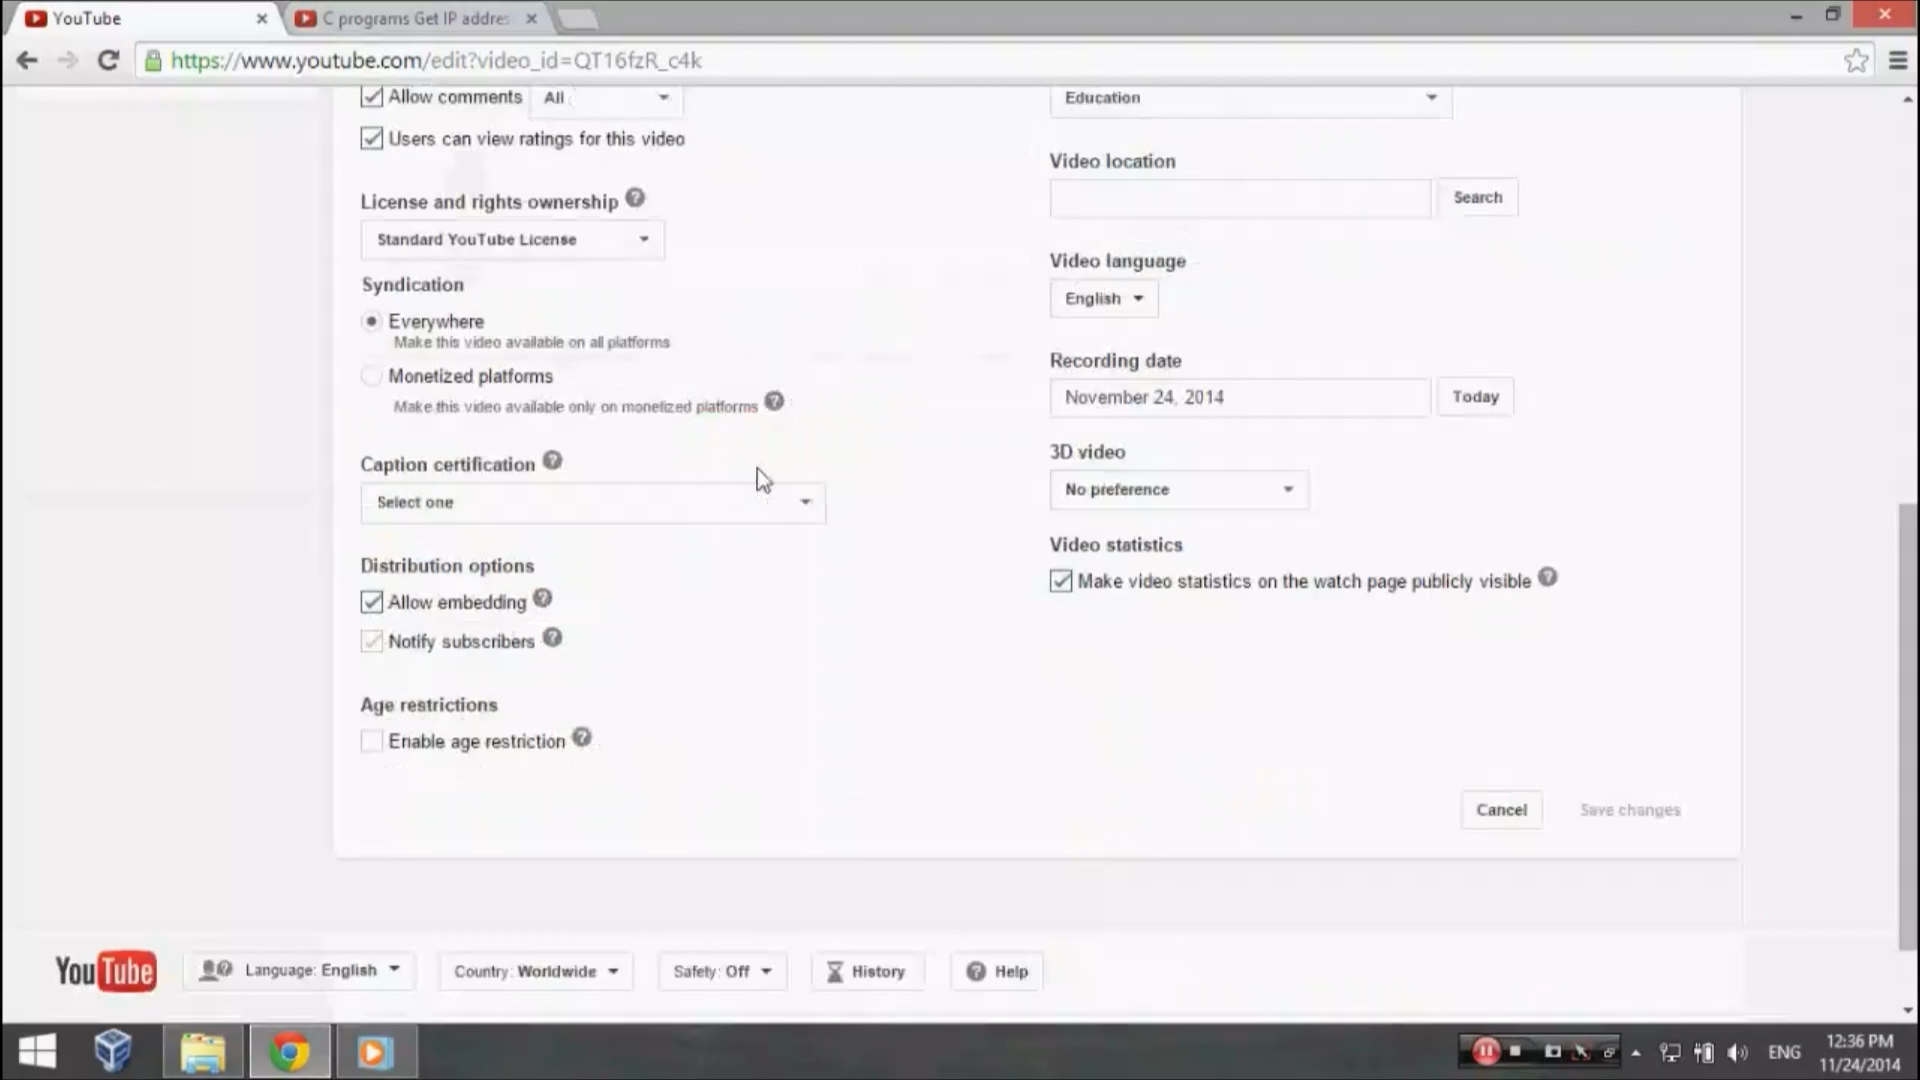 YouTube
C programs Get IP addres
https://www.youtube.com/edit?video_id=QT16fzR_c4k
Allow comments All
Users can view ratings for this video
License and rights ownership
Standard YouTube License
Syndication
Everywhere
Make this video available on all platforms
Monetized platforms
Make this video available only on monetized platforms
Caption certification
Select one
Distribution options
Allow embedding
Notify subscribers
Age restrictions
Enable age restriction
Education
Video location
Search
Video language
English
Recording date
November 24, 2014 Today
3D video
No preference
Video statistics
Make video statistics on the watch page publicly visible
Cancel Save changes
YouTube Language: English Country: Worldwide Safety: Off History Help
ENG
12:36 PM
11/24/2014